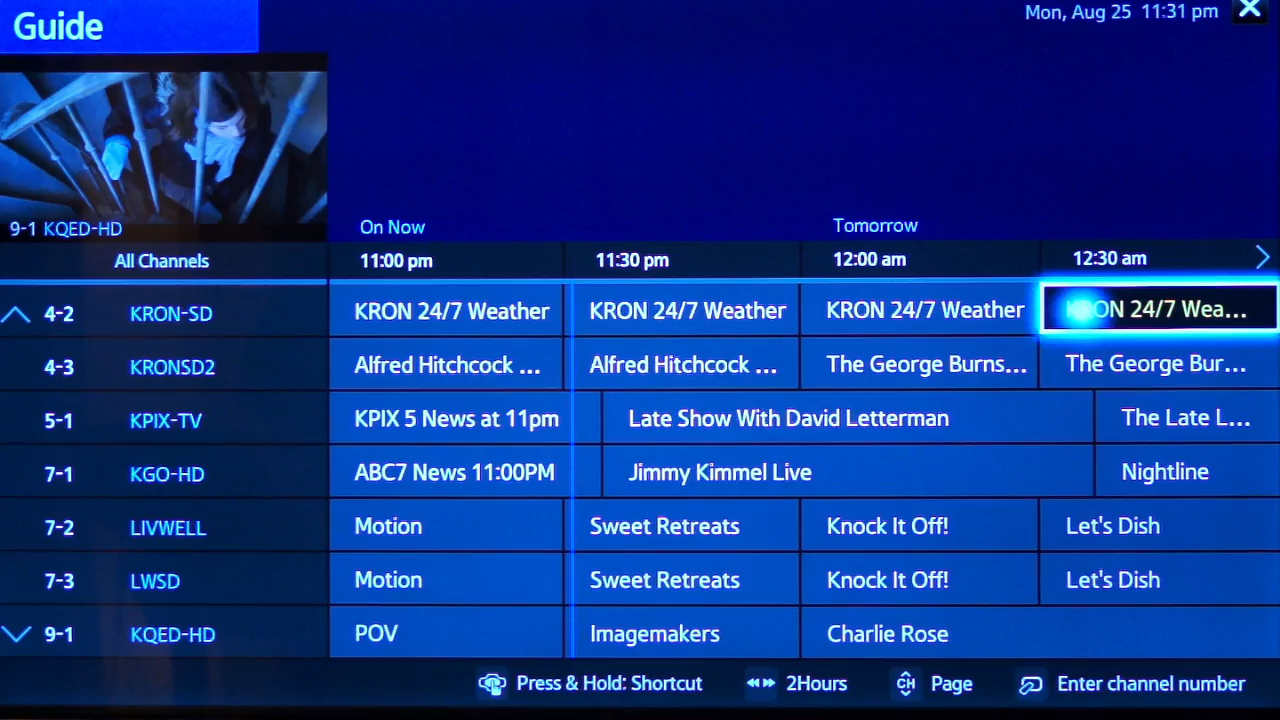 Guide
Mon, Aug 25 11:31 pm
9-1 KQED-HD
On Now
Tomorrow
All Channels 11:00 pm 11:30 pm 12:00 am 12:30 am
4-2 KRON-SD KRON 24/7 Weather KRON 24/7 Weather KRON 24/7 Weather KRON 24/7 Wea...
4-3 KRONSD2 Alfred Hitchcock ... Alfred Hitchcock ... The George Burns... The George Bur...
5-1 KPIX-TV KPIX 5 News at 11pm Late Show With David Letterman The Late L...
7-1 KGO-HD ABC7 News 11:00PM Jimmy Kimmel Live Nightline
7-2 LIVWELL Motion Sweet Retreats Knock It Off! Let's Dish
7-3 LWSD Motion Sweet Retreats Knock It Off! Let's Dish
9-1 KQED-HD POV Imagemakers Charlie Rose
Press & Hold: Shortcut 2Hours CH Page Enter channel number